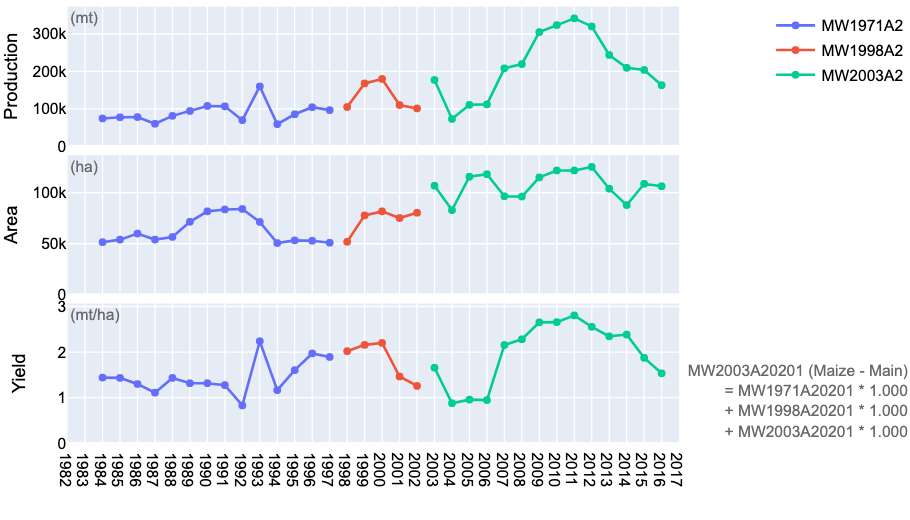 Production
(mt)
300k
200k
100k
0
Area
(ha)
100k
50k
0
Yield
(mt/ha)
3
2
1
0
1982
1983
1984
1985
1986
1987
1988
1989
1990
1991
1992
1993
1994
1995
1996
1997
1998
1999
2000
2001
2002
2003
2004
2005
2006
2007
2008
2009
2010
2011
2012
2013
2014
2015
2016
2017
MW1971A2
MW1998A2
MW2003A2
MW2003A20201 (Maize - Main)
= MW1971A20201 * 1.000
+ MW1998A20201 * 1.000
+ MW2003A20201 * 1.000